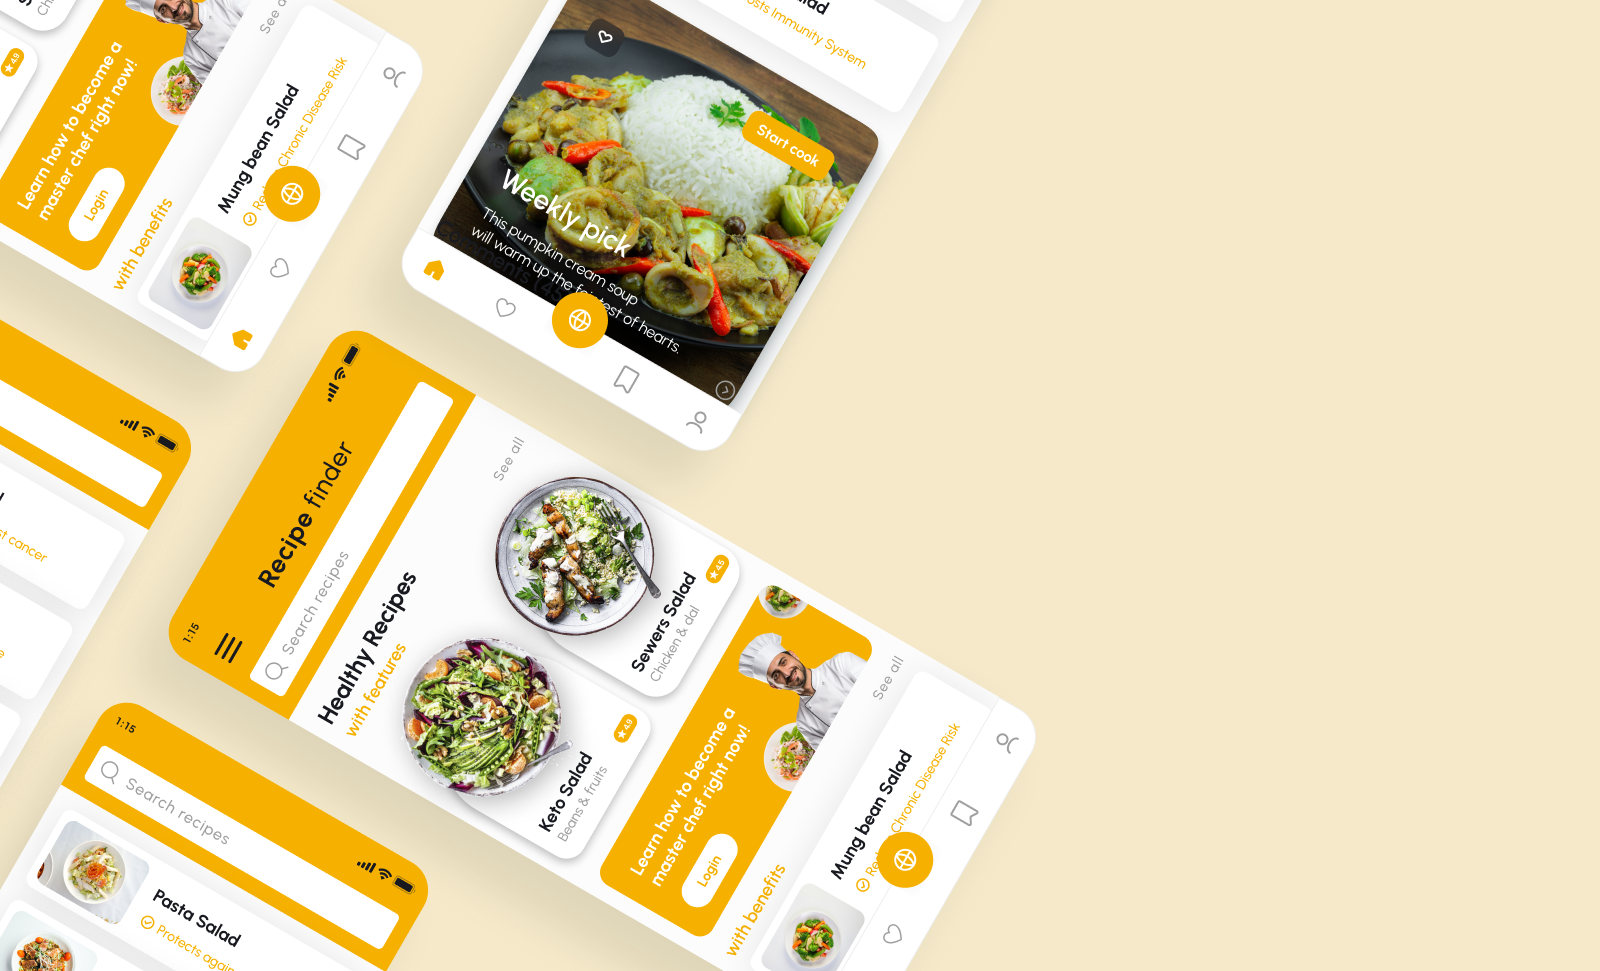 4.9
Learn how to become a
master chef right now!
Login
with benefits
See a
Mung bean Salad
Chronic Disease Risk
alad
osts Immunity System
Start cook
Weekly pick
This pumpkin cream soup
will warm up the
test of hearts.
st cancer
1:15
Recipe finder
Search recipes
Healthy Recipes
with features
See all
Sewers Salad
Chicken & dal
4.5
Keto Salad
Beans & fruits
4.9
Learn how to become a
master chef right now!
Login
with benefits
See all
Mung bean Salad
Chronic Disease Risk
1:15
Search recipes
Pasta Salad
Protects again